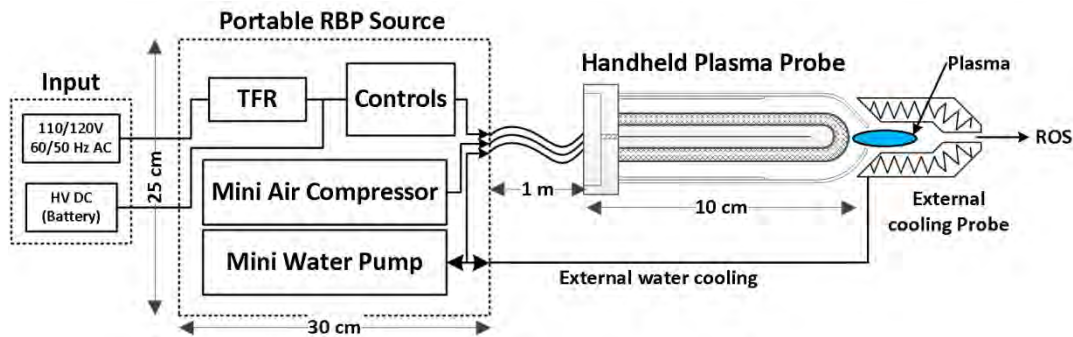 Portable RBP Source
Input
110/120V
60/50 Hz AC
HV DC
(Battery)
25 cm
TFR
Controls
Mini Air Compressor
Mini Water Pump
30 cm
1 m
Handheld Plasma Probe
10 cm
Plasma
ROS
External
cooling Probe
External water cooling